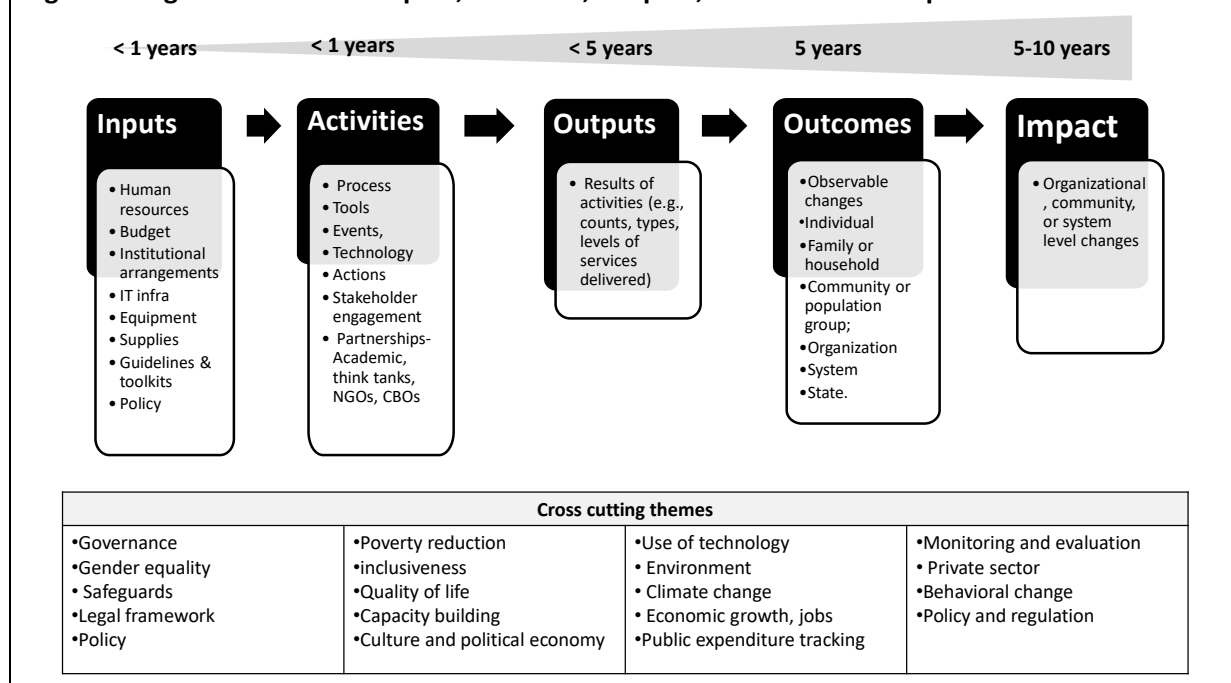 < 1 years
< 1 years
< 5 years
5 years
5-10 years
Inputs
• Human
resources
• Budget
• Institutional
arrangements
• IT infra
• Equipment
• Supplies
• Guidelines &
toolkits
• Policy
Activities
• Process
• Tools
• Events,
• Technology
• Actions
• Stakeholder
engagement
• Partnerships-
Academic,
think tanks,
NGOs, CBOs
Outputs
• Results of
activities (e.g.,
counts, types,
levels of
services
delivered)
Outcomes
•Observable
changes
•Individual
•Family or
household
•Community or
population
group;
•Organization
•System
•State.
Impact
• Organizational
, community,
or system
level changes
Cross cutting themes
•Governance
•Gender equality
• Safeguards
•Legal framework
•Policy
•Poverty reduction
•inclusiveness
•Quality of life
•Capacity building
•Culture and political economy
•Use of technology
• Environment
• Climate change
• Economic growth, jobs
•Public expenditure tracking
•Monitoring and evaluation
• Private sector
•Behavioral change
•Policy and regulation